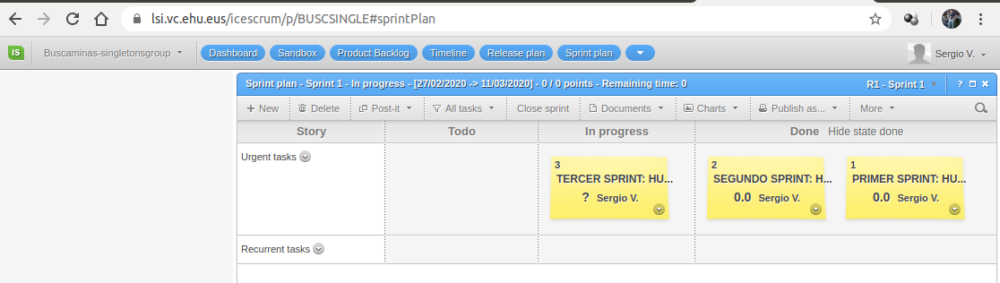 lsi.vc.ehu.eus/icescrum/p/BUSCSINGLE#sprintPlan
iS Buscaminas-singletonsgroup Dashboard Sandbox Product Backlog Timeline Release plan Sprint plan Sergio V.
Sprint plan - Sprint 1 - In progress - [27/02/2020 -> 11/03/2020] - 0 / 0 points - Remaining time: 0 R1 - Sprint 1 ?
New Delete Post-it All tasks Close sprint Documents Charts Publish as... More
Story Todo In progress Done Hide state done
Urgent tasks
3
TERCER SPRINT: HU...
? Sergio V.
2
SEGUNDO SPRINT: H...
0.0 Sergio V.
1
PRIMER SPRINT: HU...
0.0 Sergio V.
Recurrent tasks